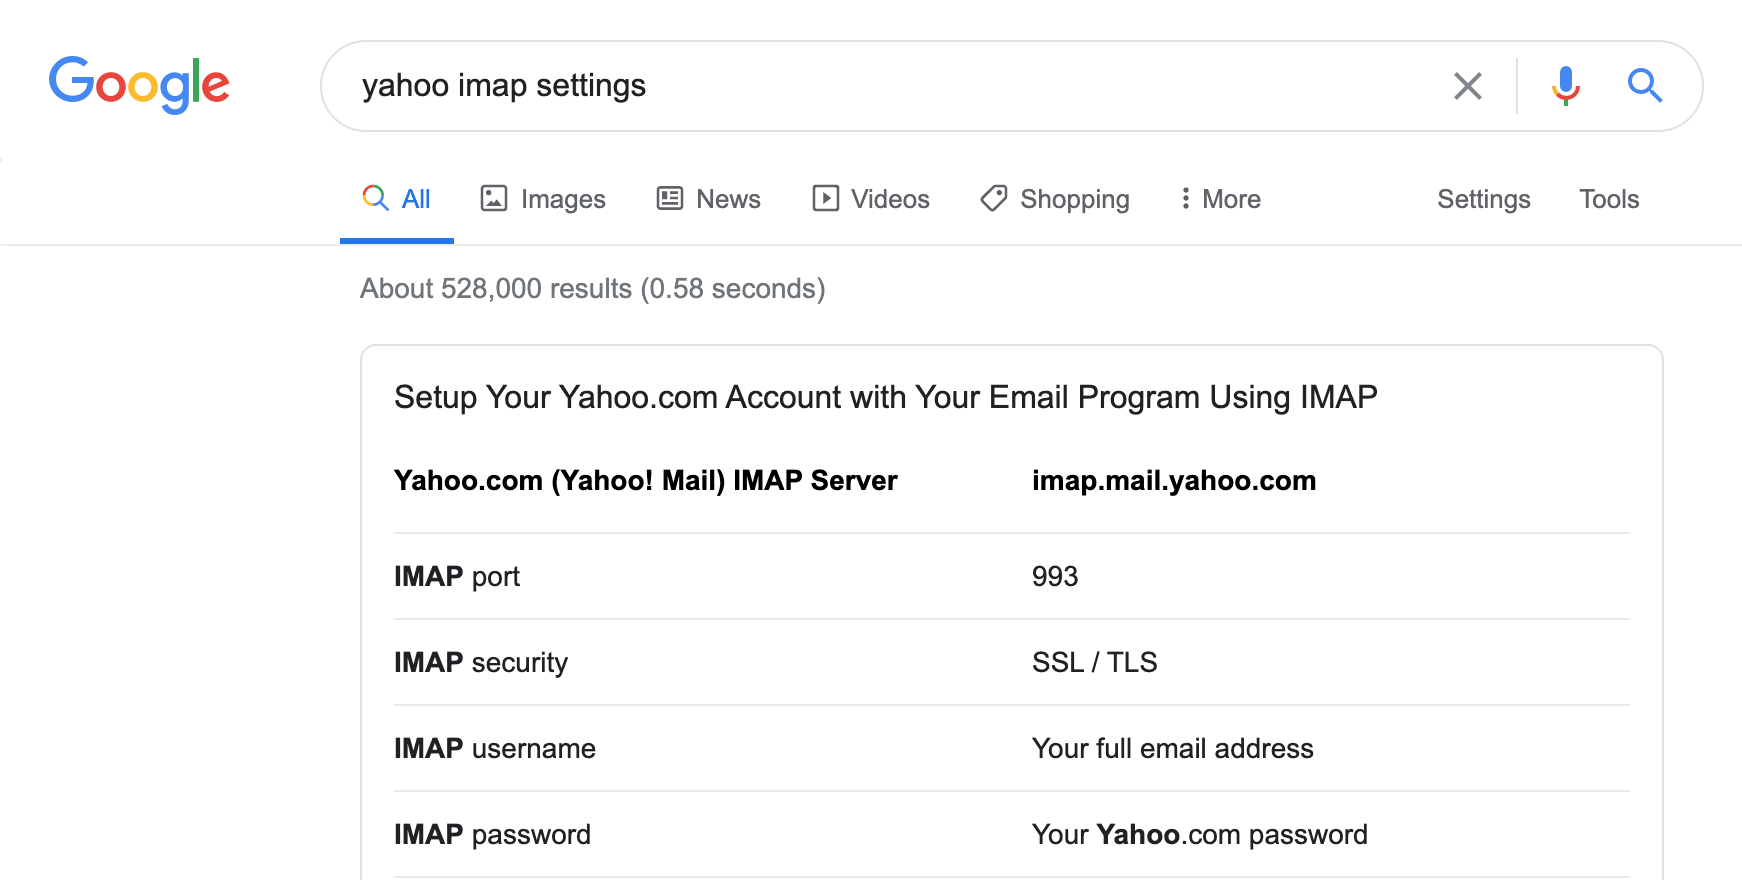 Google
yahoo imap settings
All Images News Videos Shopping More Settings Tools
About 528,000 results (0.58 seconds)
Setup Your Yahoo.com Account with Your Email Program Using IMAP
Yahoo.com (Yahoo! Mail) IMAP Server imap.mail.yahoo.com
IMAP port 993
IMAP security SSL / TLS
IMAP username Your full email address
IMAP password Your Yahoo.com password